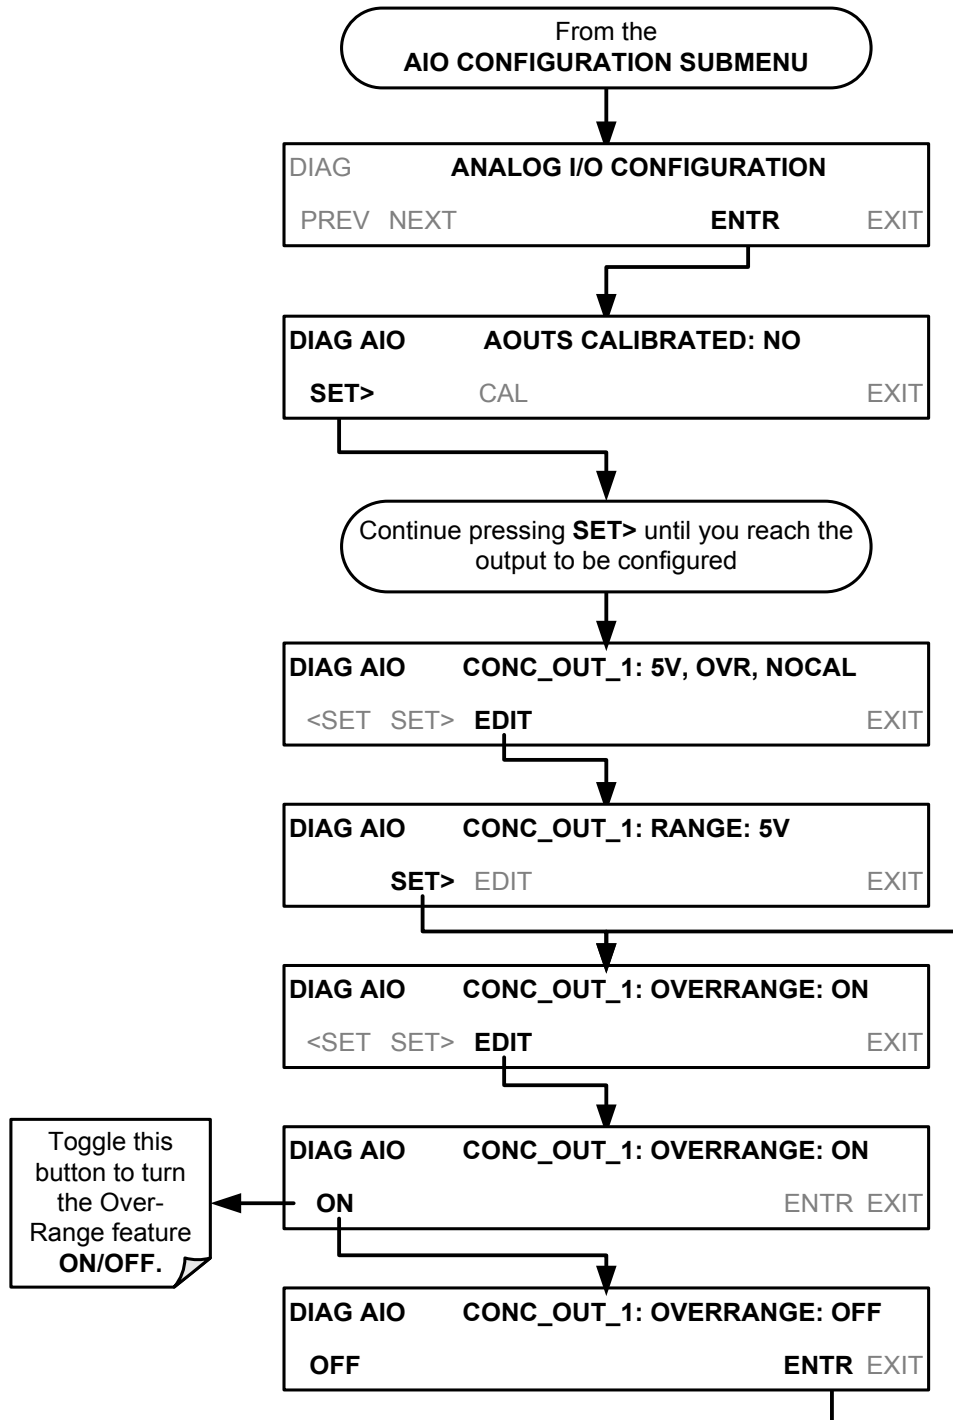 From the
AIO CONFIGURATION SUBMENU
DIAG ANALOG I/O CONFIGURATION
PREV NEXT ENTR EXIT
DIAG AIO AOUTS CALIBRATED: NO
SET> CAL EXIT
Continue pressing SET> until you reach the
output to be configured
DIAG AIO CONC_OUT_1: 5V, OVR, NOCAL
<SET SET> EDIT EXIT
DIAG AIO CONC_OUT_1: RANGE: 5V
SET> EDIT EXIT
DIAG AIO CONC_OUT_1: OVERRANGE: ON
<SET SET> EDIT EXIT
Toggle this
button to turn
the Over-
Range feature
ON/OFF.
DIAG AIO CONC_OUT_1: OVERRANGE: ON
ON ENTR EXIT
DIAG AIO CONC_OUT_1: OVERRANGE: OFF
OFF ENTR EXIT